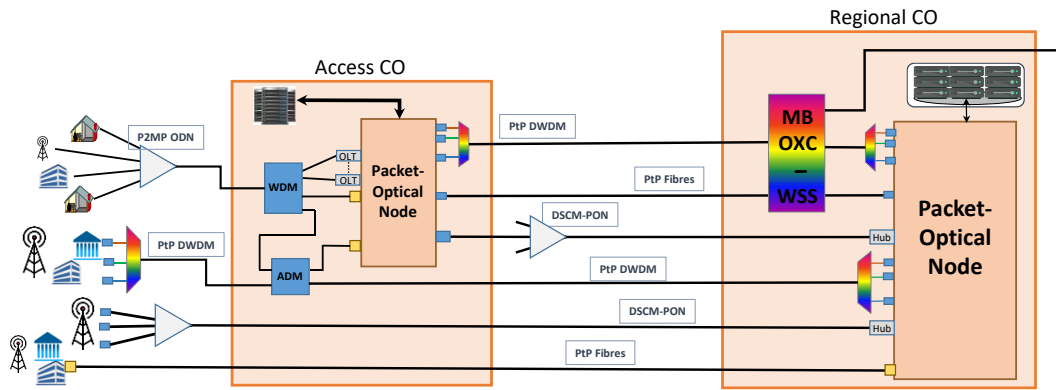 Regional CO
Access CO
P2MP ODN
PtP DWDM
MB
OXC
–
WSS
OLT
OLT
WDM
Packet-
Optical
Node
PtP Fibres
DSCM-PON
Hub
Packet-
Optical
Node
PtP DWDM
ADM
PtP DWDM
DSCM-PON
Hub
PtP Fibres